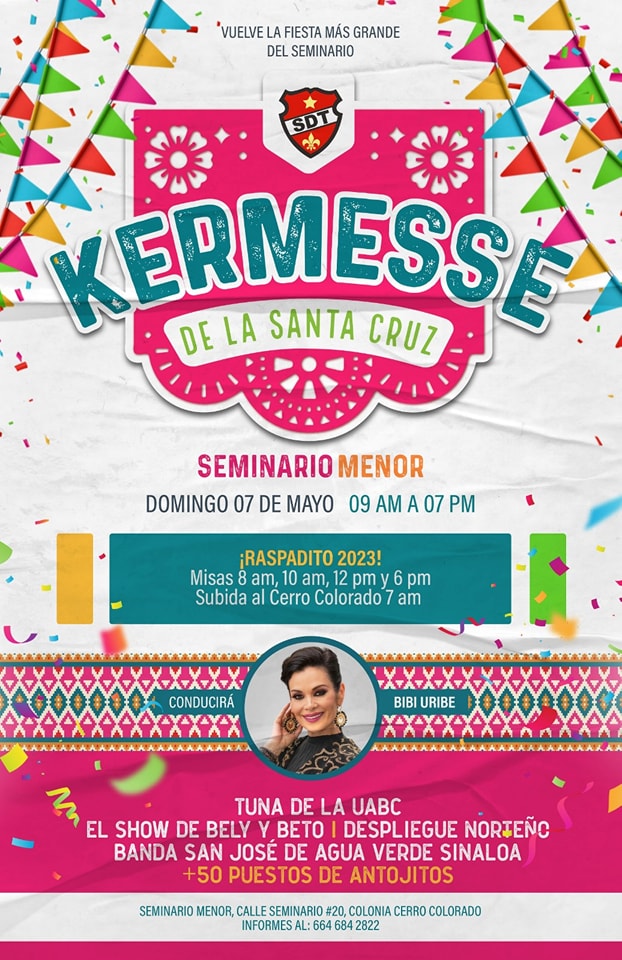 VUELVE LA FIESTA MÁS GRANDE
DEL SEMINARIO
SDT
KERMESSE
DE LA SANTA CRUZ
SEMINARIO MENOR
DOMINGO 07 DE MAYO 09 AM A 07 PM
¡RASPADITO 2023!
Misas 8 am, 10 am, 12 pm y 6 pm
Subida al Cerro Colorado 7 am
CONDUCIRÁ BIBI URIBE
TUNA DE LA UABC
EL SHOW DE BELY Y BETO | DESPLIEGUE NORTEÑO
BANDA SAN JOSÉ DE AGUA VERDE SINALOA
+50 PUESTOS DE ANTOJITOS
SEMINARIO MENOR, CALLE SEMINARIO #20, COLONIA CERRO COLORADO
INFORMES AL: 664 684 2822